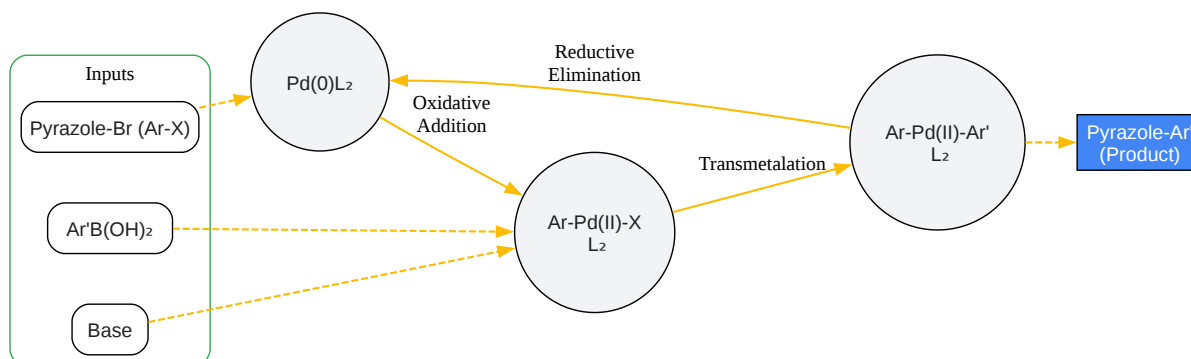 Inputs
Pyrazole-Br (Ar-X)
Ar'B(OH)₂
Base
Pd(0)L₂
Oxidative
Addition
Reductive
Elimination
Ar-Pd(II)-X
L₂
Transmetalation
Ar-Pd(II)-Ar'
L₂
Pyrazole-Ar'
(Product)